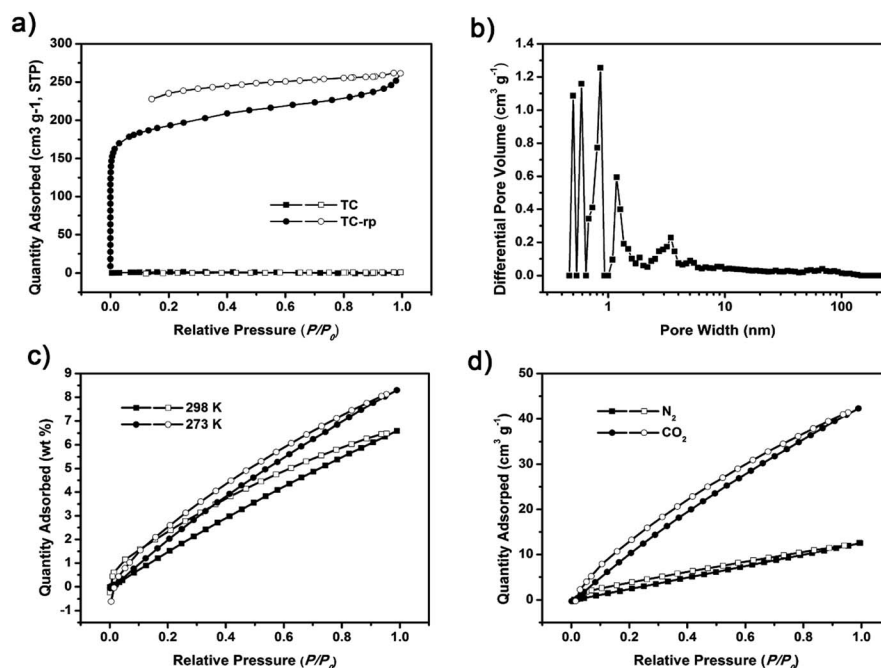 a)
300
250
200
150
100
50
0
Quantity Adsorbed (cm3 g-1, STP)
TC
TC-rp
0.0 0.2 0.4 0.6 0.8 1.0
Relative Pressure (P/P₀)
b)
1.4
1.2
1.0
0.8
0.6
0.4
0.2
0.0
Differential Pore Volume (cm³ g⁻¹)
1 10 100
Pore Width (nm)
c)
9
8
7
6
5
4
3
2
1
0
-1
Quantity Adsorbed (wt %)
298 K
273 K
0.0 0.2 0.4 0.6 0.8 1.0
Relative Pressure (P/P₀)
d)
50
40
30
20
10
0
Quantity Adsorped (cm³ g⁻¹)
N₂
CO₂
0.0 0.2 0.4 0.6 0.8 1.0
Relative Pressure (P/P₀)